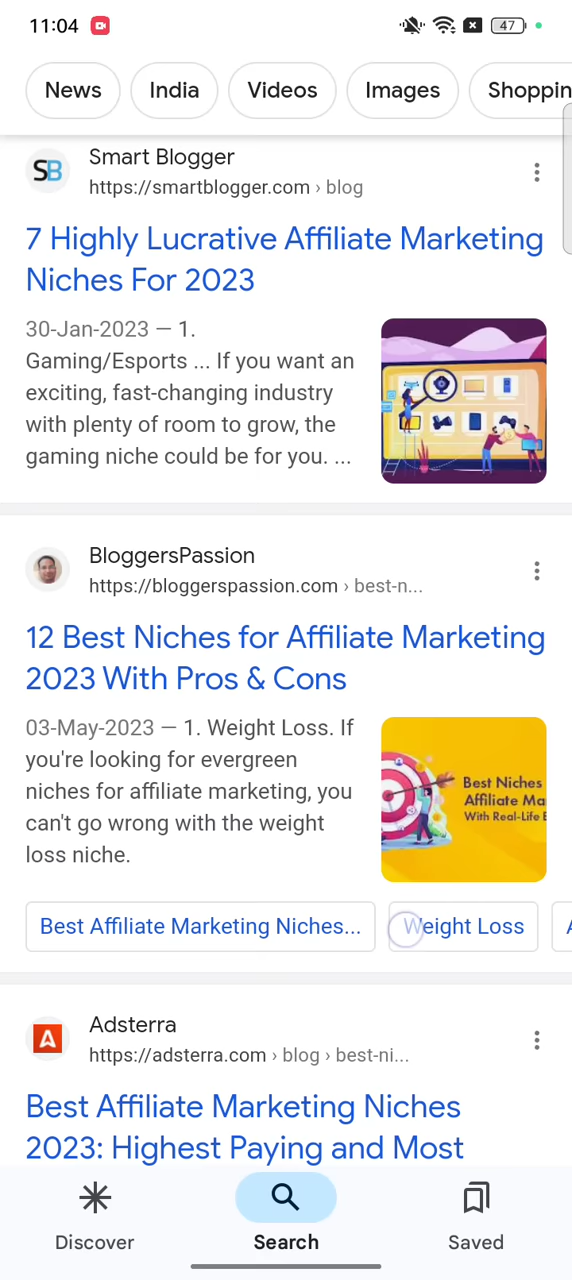 11:04
47
News India Videos Images Shoppin
SB
Smart Blogger
https://smartblogger.com › blog
7 Highly Lucrative Affiliate Marketing
Niches For 2023
30-Jan-2023 — 1.
Gaming/Esports ... If you want an
exciting, fast-changing industry
with plenty of room to grow, the
gaming niche could be for you. ...
BloggersPassion
https://bloggerspassion.com › best-n...
12 Best Niches for Affiliate Marketing
2023 With Pros & Cons
03-May-2023 — 1. Weight Loss. If
you're looking for evergreen
niches for affiliate marketing, you
can't go wrong with the weight
loss niche.
Best Niches
Affiliate Ma
With Real-Life E
Best Affiliate Marketing Niches... Weight Loss A
A
Adsterra
https://adsterra.com › blog › best-ni...
Best Affiliate Marketing Niches
2023: Highest Paying and Most
Discover Search Saved